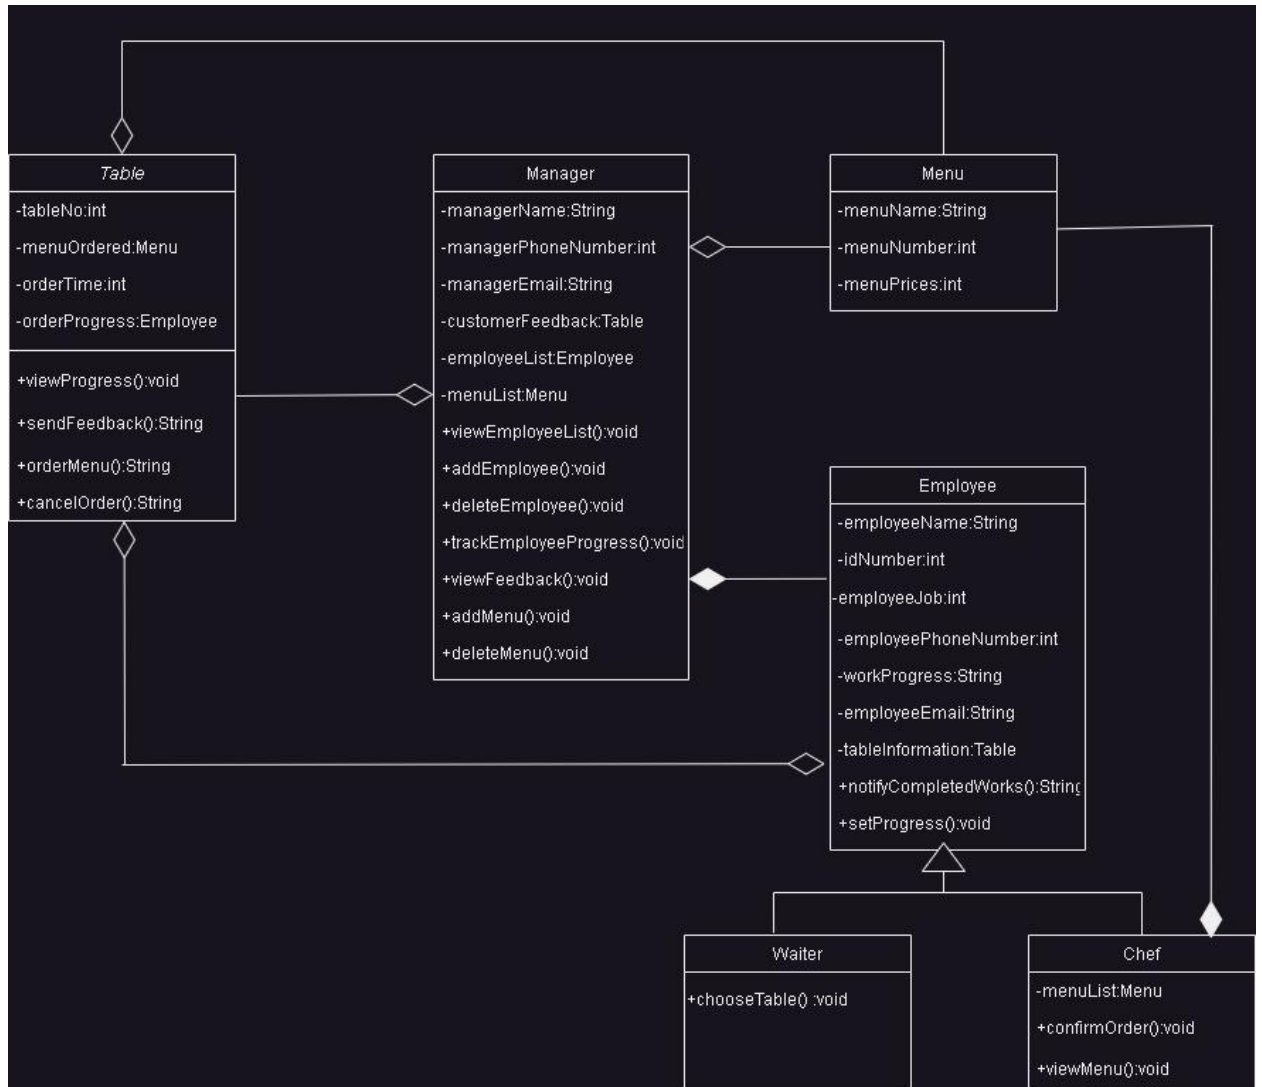 Table
-tableNo:int
-menuOrdered:Menu
-orderTime:int
-orderProgress:Employee
+viewProgress():void
+sendFeedback():String
+orderMenu():String
+cancelOrder():String
Manager
-managerName:String
-managerPhoneNumber:int
-managerEmail:String
-customerFeedback:Table
-employeeList:Employee
-menuList:Menu
+viewEmployeeList():void
+addEmployee():void
+deleteEmployee():void
+trackEmployeeProgress():void
+viewFeedback():void
+addMenu():void
+deleteMenu():void
Menu
-menuName:String
-menuNumber:int
-menuPrices:int
Employee
-employeeName:String
-idNumber:int
-employeeJob:int
-employeePhoneNumber:int
-workProgress:String
-employeeEmail:String
-tableInformation:Table
+notifyCompletedWorks():String
+setProgress():void
Waiter
+chooseTable() :void
Chef
-menuList:Menu
+confirmOrder():void
+viewMenu():void